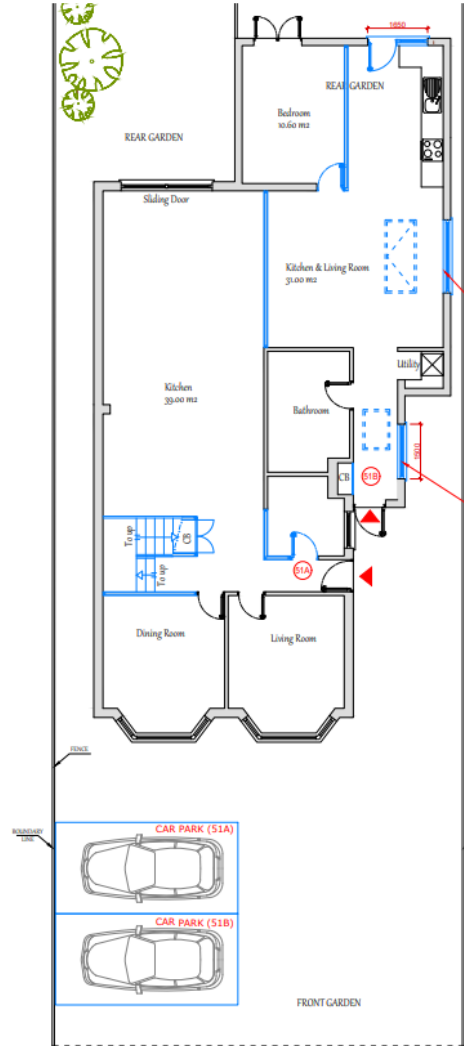 1650
REAR GARDEN
Bedroom
10.60 m2
REAR GARDEN
Sliding Door
Kitchen & Living Room
31.00 m2
Utility
Kitchen
39.00 m2
Bathroom
1600
CB
51B
To up
CB
To up
51A
Dining Room
Living Room
FENCE
BOUNDARY
LINE
CAR PARK (51A)
CAR PARK (51B)
FRONT GARDEN